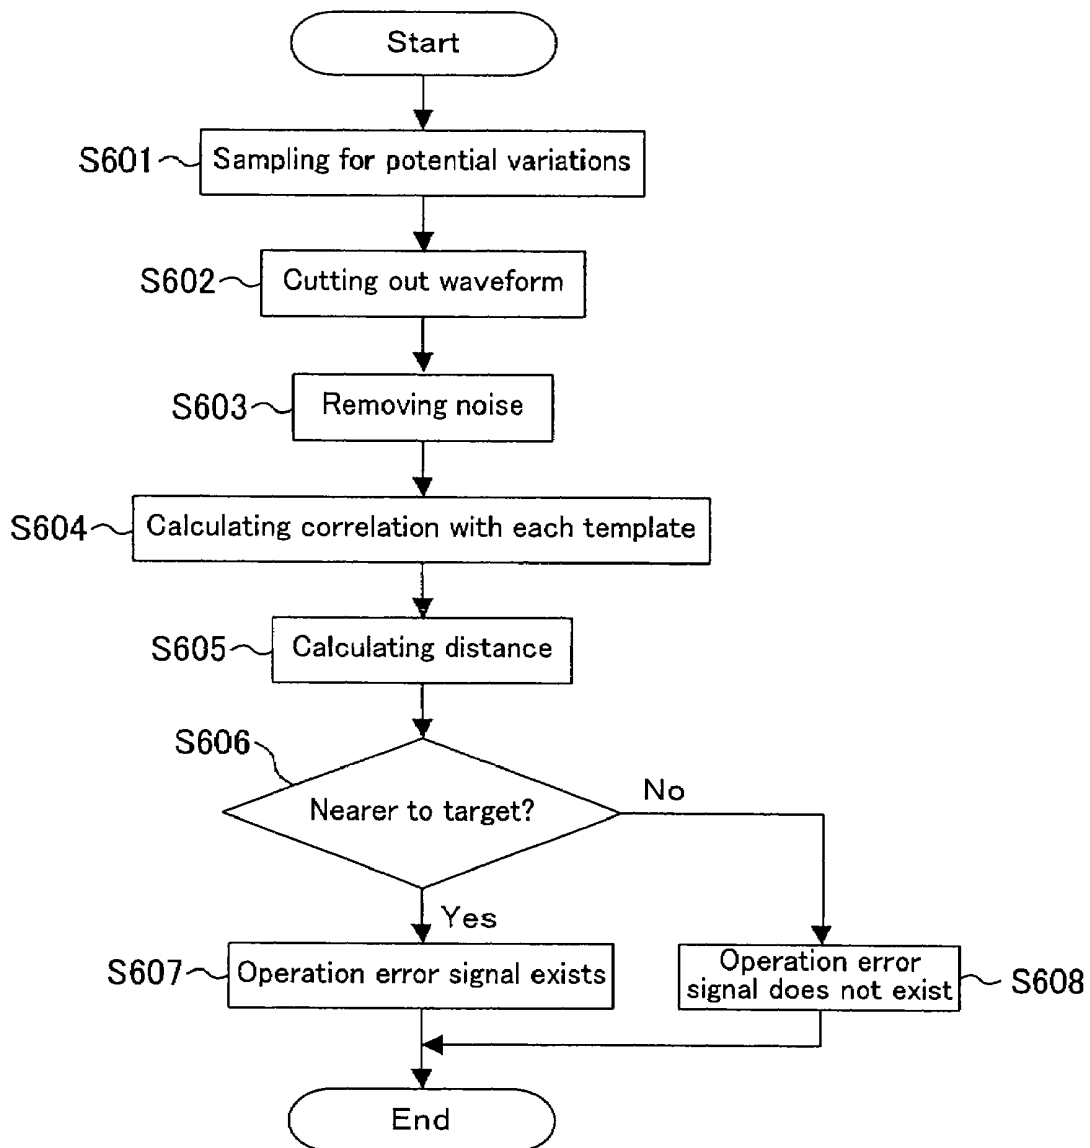 Start
S601
Sampling for potential variations
S602
Cutting out waveform
S603
Removing noise
S604
Calculating correlation with each template
S605
Calculating distance
S606
Nearer to target?
No
Yes
S607
Operation error signal exists
Operation error
signal does not exist
S608
End